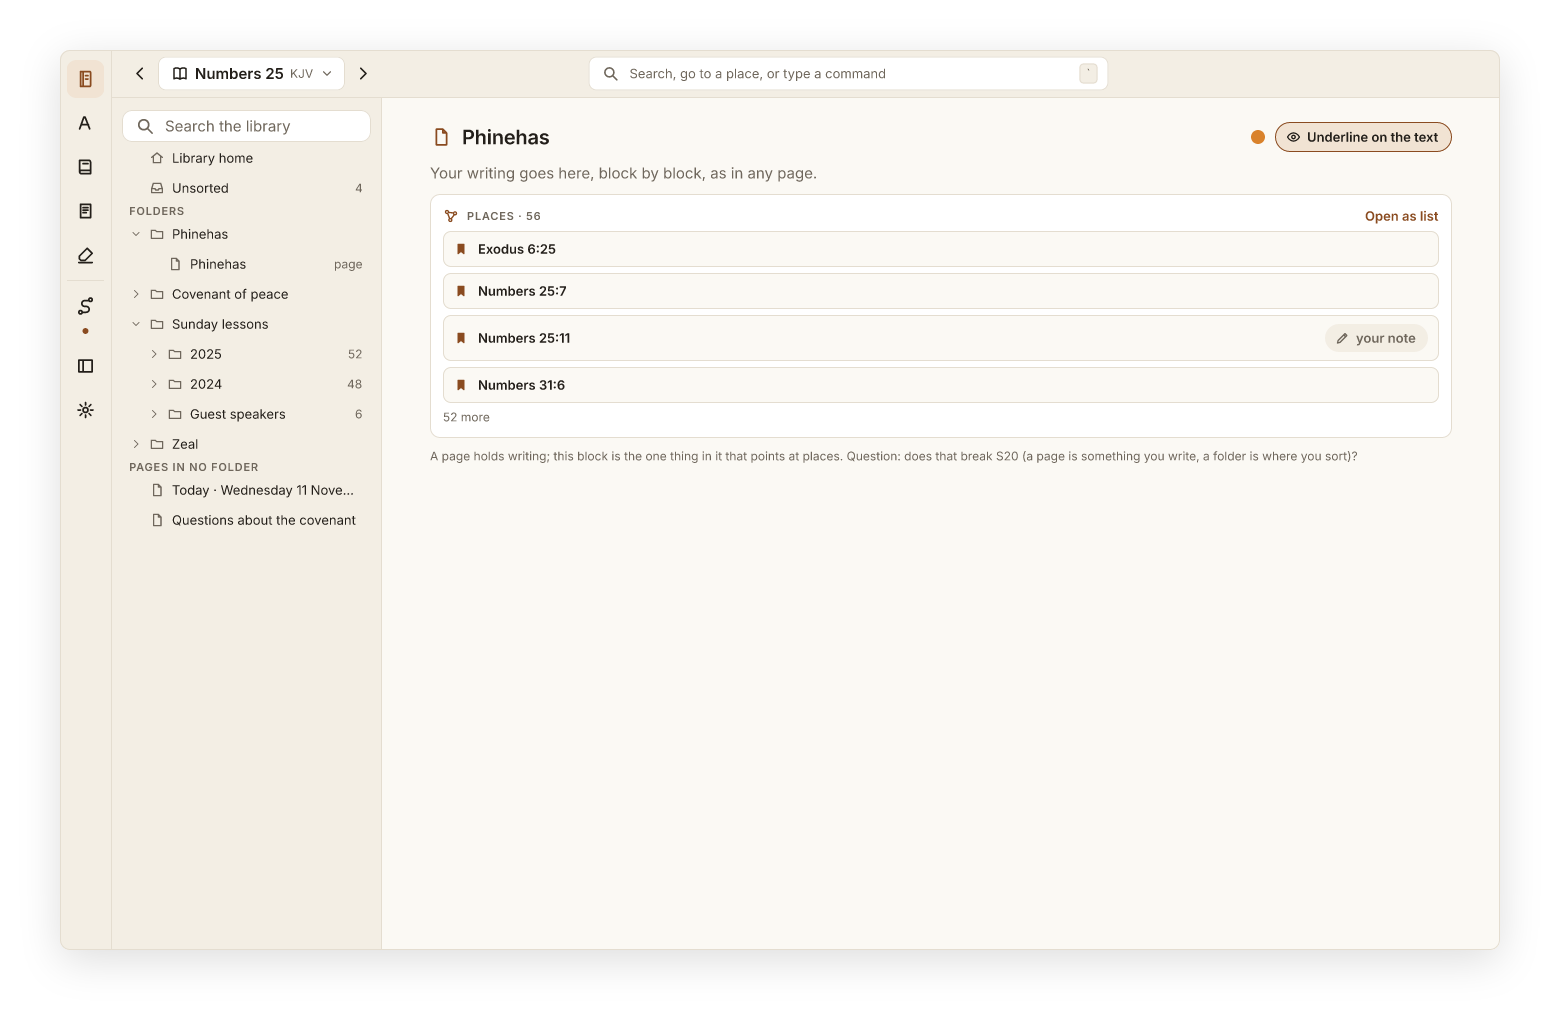 Numbers 25 KJV
Search, go to a place, or type a command
Search the library
Library home
Unsorted 4
FOLDERS
Phinehas
Phinehas page
Covenant of peace
Sunday lessons
2025 52
2024 48
Guest speakers 6
Zeal
PAGES IN NO FOLDER
Today · Wednesday 11 Nove...
Questions about the covenant
Phinehas
Underline on the text
Your writing goes here, block by block, as in any page.
PLACES · 56
Open as list
Exodus 6:25
Numbers 25:7
Numbers 25:11
your note
Numbers 31:6
52 more
A page holds writing; this block is the one thing in it that points at places. Question: does that break S20 (a page is something you write, a folder is where you sort)?